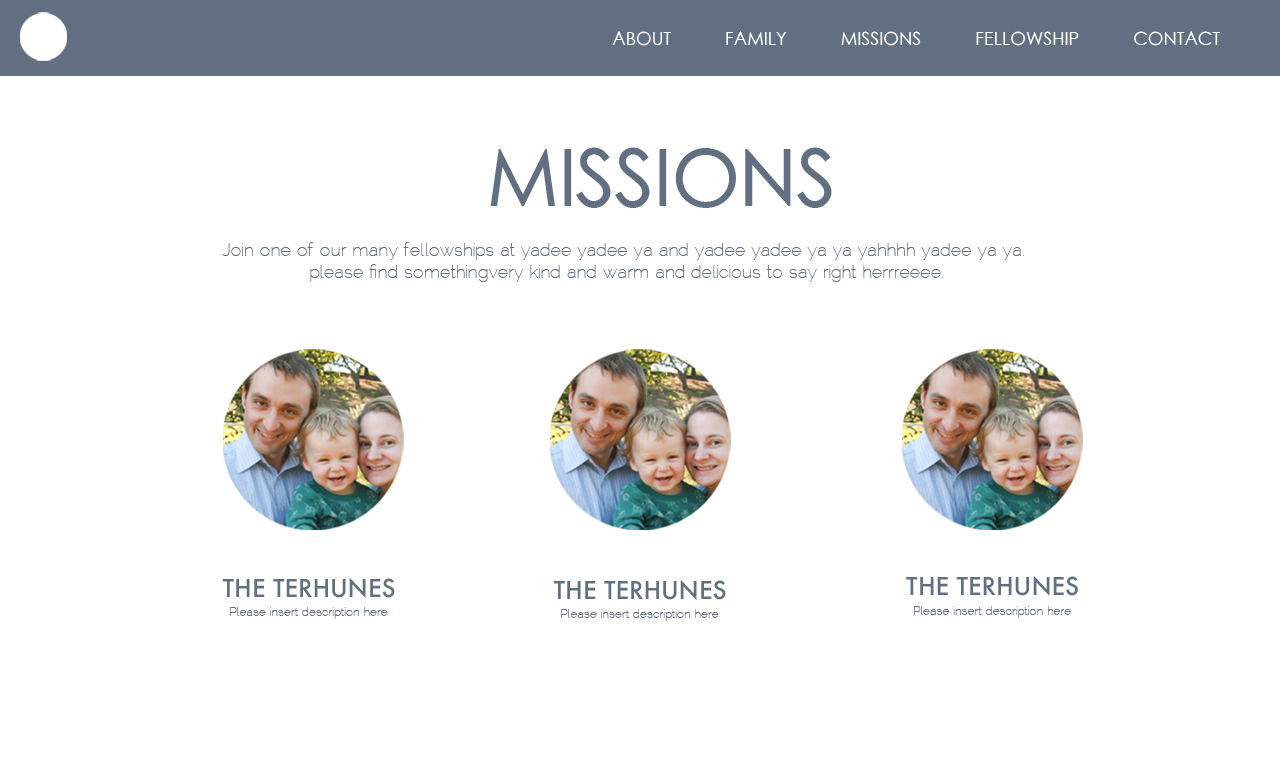 ABOUT FAMILY MISSIONS FELLOWSHIP CONTACT
MISSIONS
Join one of our many fellowships at yadee yadee ya and yadee yadee ya ya yahhhh yadee ya ya.
please find somethingvery kind and warm and delicious to say right herrreeee.
THE TERHUNES
Please insert description here
THE TERHUNES
Please insert description here
THE TERHUNES
Please insert description here